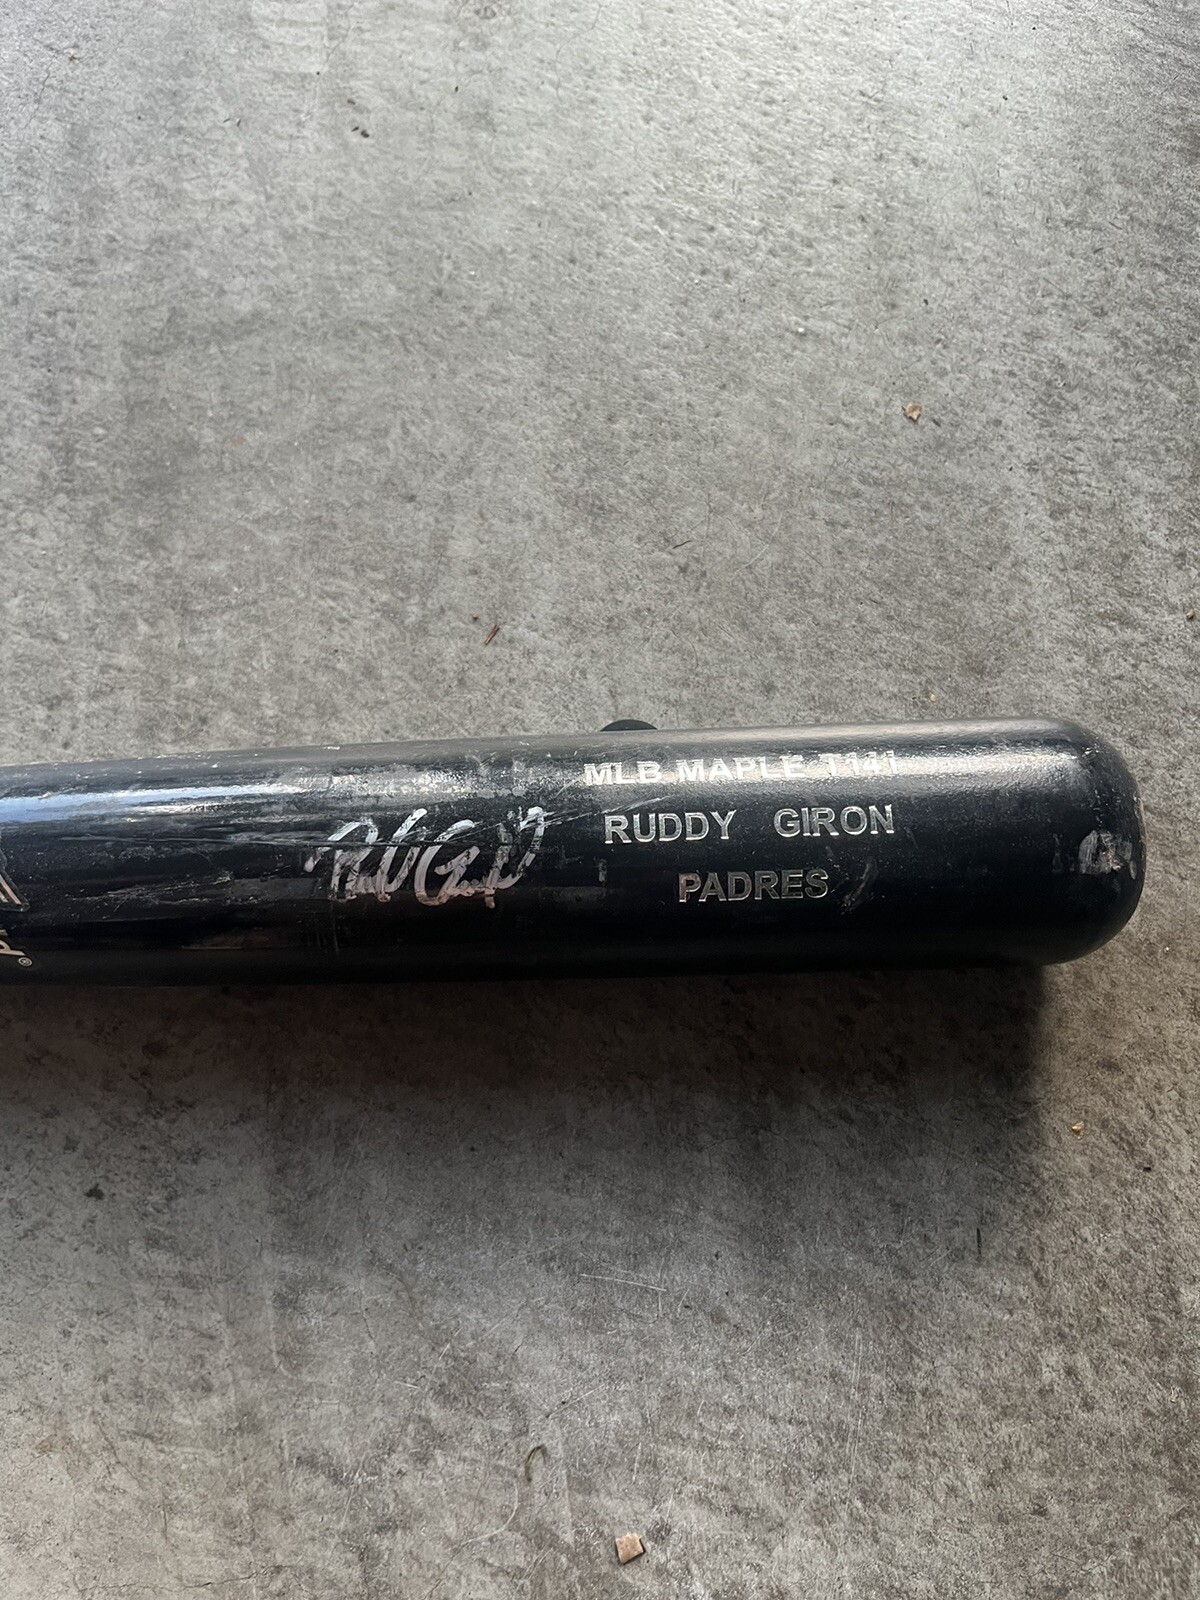 MLB MAPLE T141
RUDDY GIRON
PADRES
®